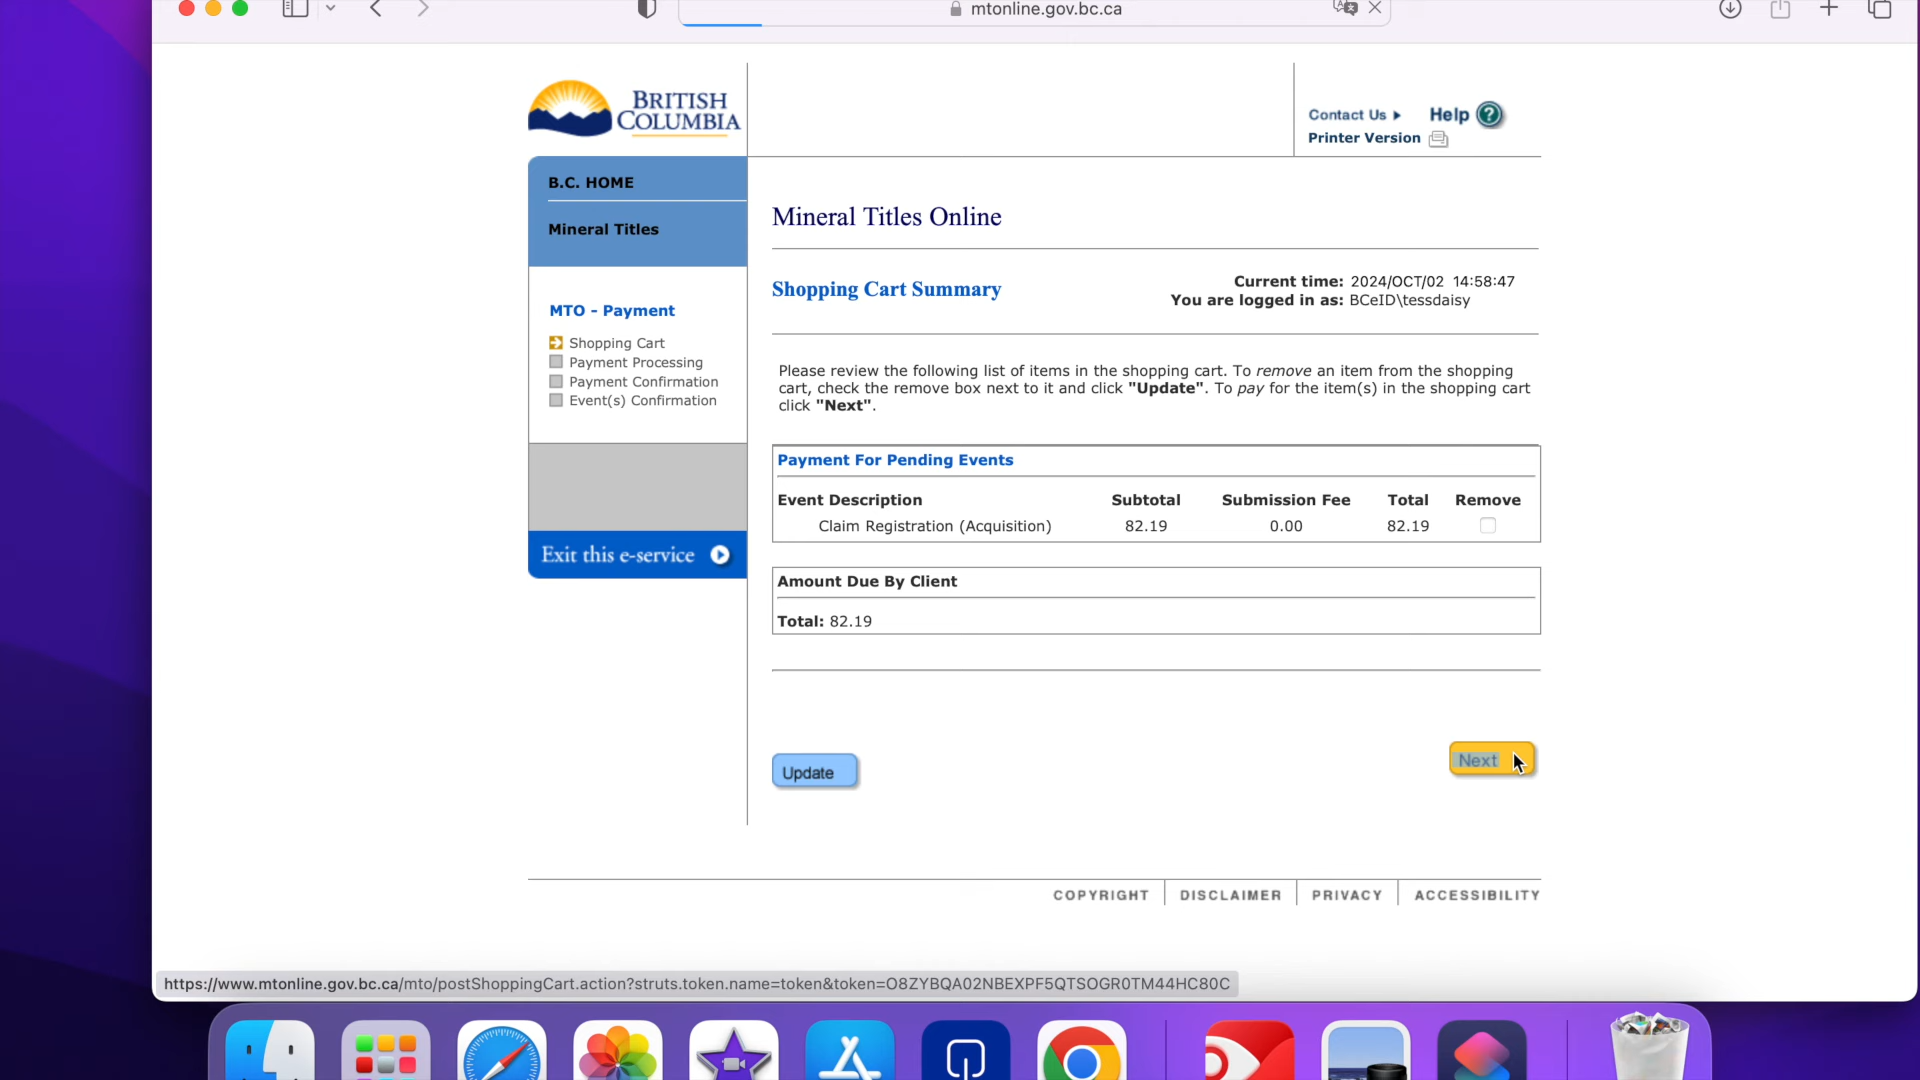 mtonline.gov.bc.ca
BRITISH
COLUMBIA
Contact Us
Help ?
Printer Version
B.C. HOME
Mineral Titles
Mineral Titles Online
Shopping Cart Summary
Current time: 2024/OCT/02 14:58:47
You are logged in as: BCeID\tessdaisy
MTO - Payment
Shopping Cart
Payment Processing
Payment Confirmation
Event(s) Confirmation
Exit this e-service
Please review the following list of items in the shopping cart. To remove an item from the shopping
cart, check the remove box next to it and click "Update". To pay for the item(s) in the shopping cart
click "Next".
Payment For Pending Events
Event Description Subtotal Submission Fee Total Remove
Claim Registration (Acquisition) 82.19 0.00 82.19
Amount Due By Client
Total: 82.19
Update
Next
COPYRIGHT DISCLAIMER PRIVACY ACCESSIBILITY
https://www.mtonline.gov.bc.ca/mto/postShoppingCart.action?struts.token.name=token&token=O8ZYBQA02NBEXPF5QTSOGR0TM44HC80C